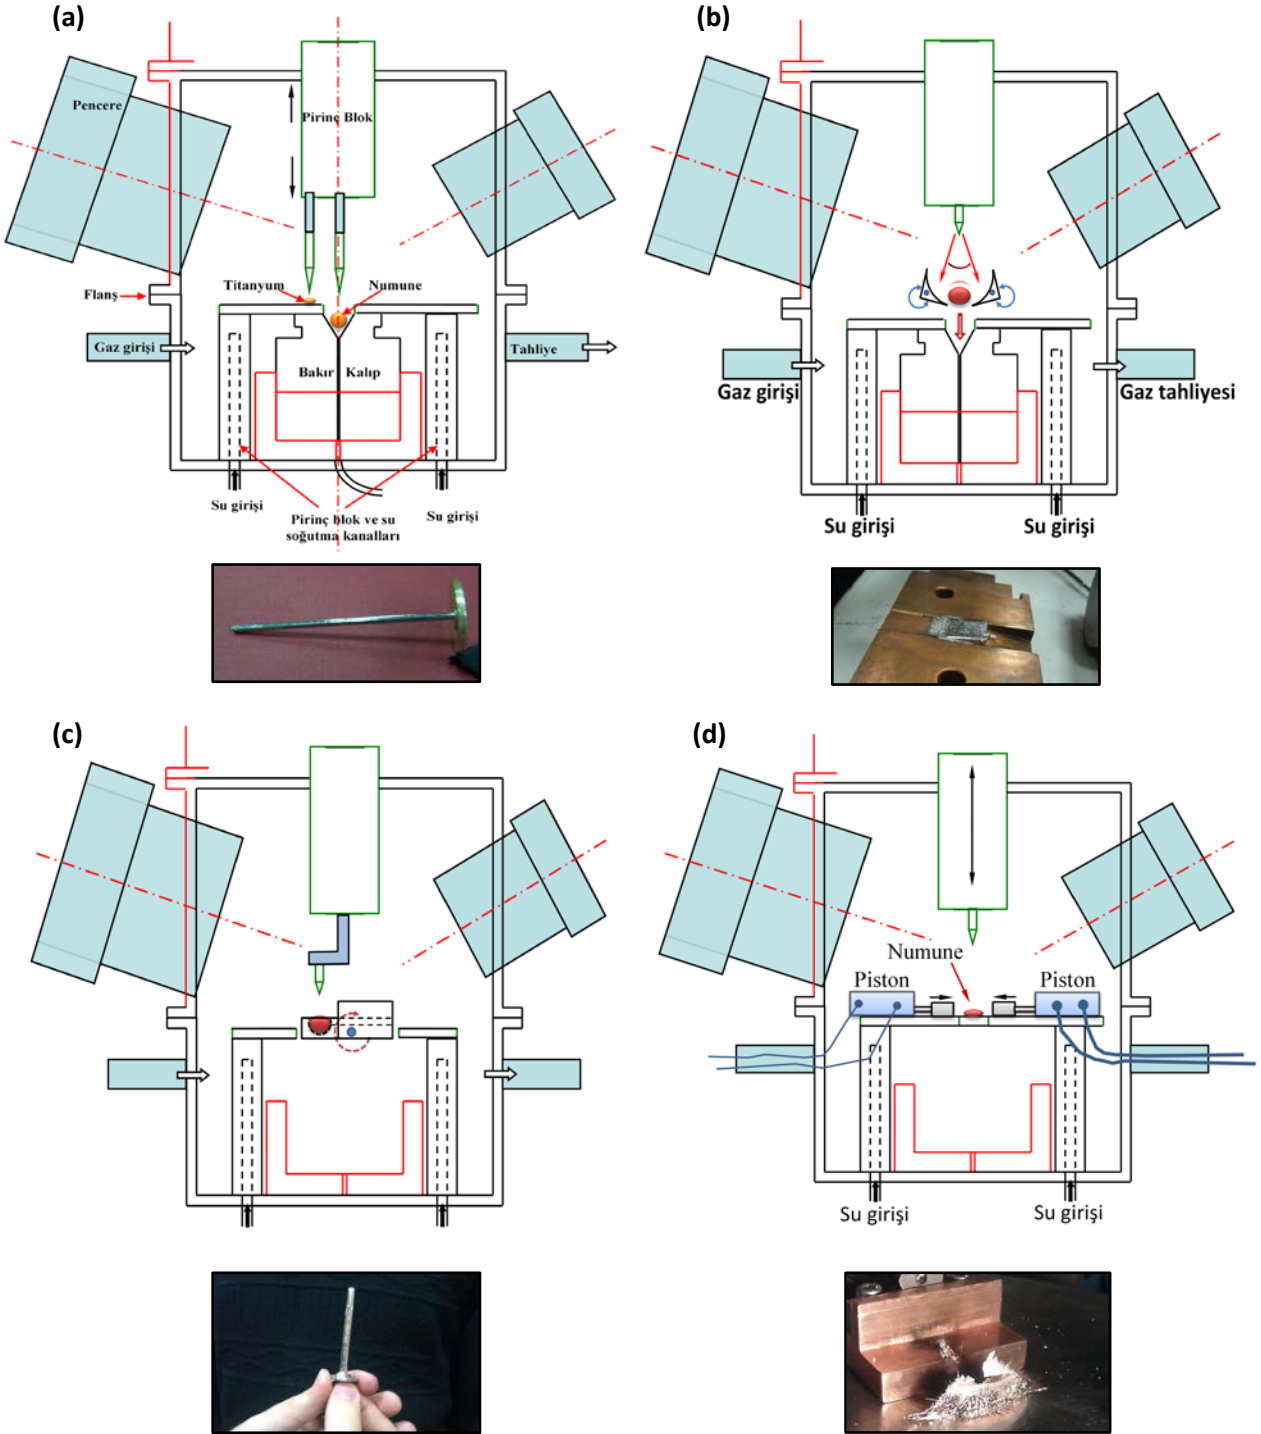 (a)
Pencere
Pirinç Blok
Titanyum
Numune
Flanş
Gaz girişi
Tahliye
Bakır
Kalıp
Su girişi
Su girişi
Pirinç blok ve su
soğutma kanalları
(b)
Gaz girişi
Gaz tahliyesi
Su girişi
Su girişi
(c)
(d)
Numune
Piston
Piston
Su girişi
Su girişi